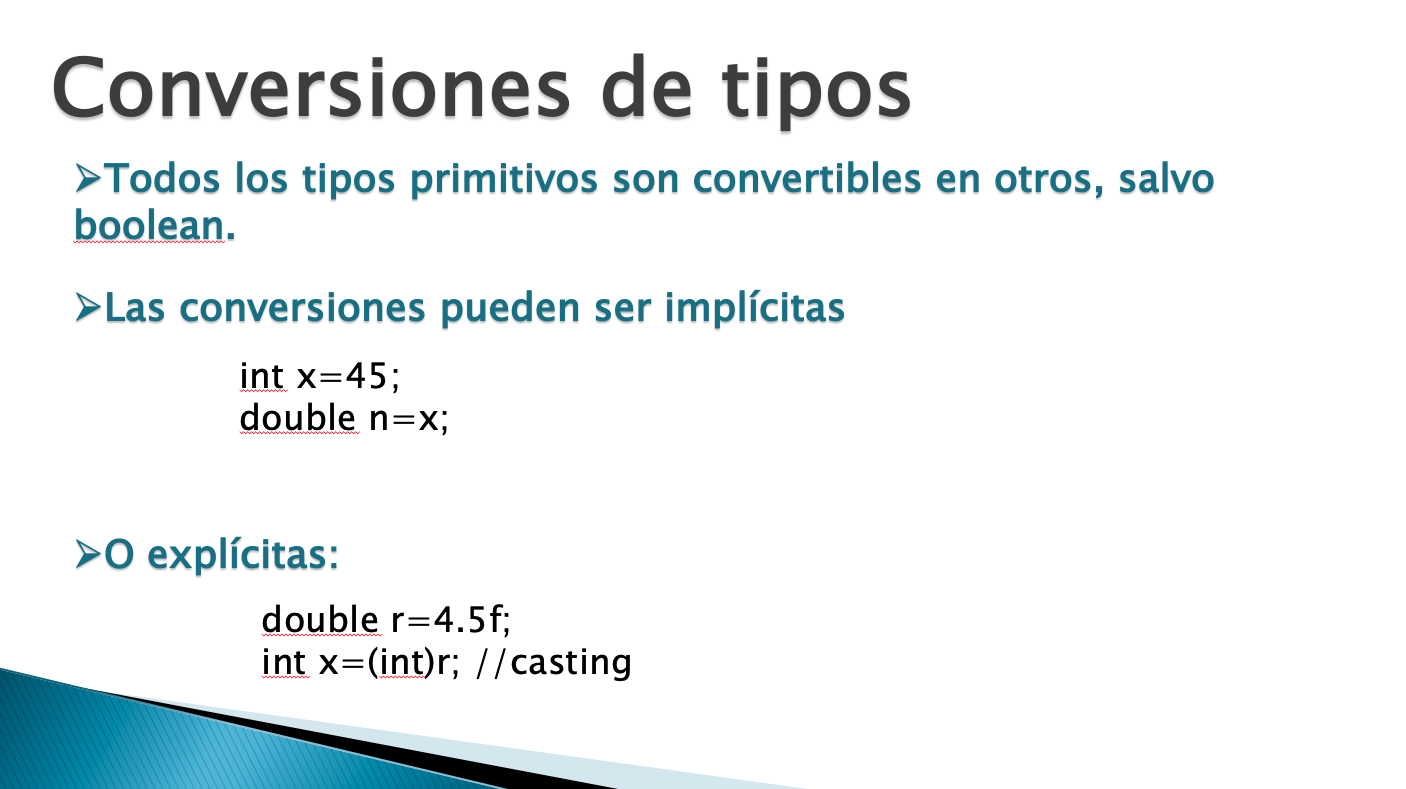 Conversiones de tipos
➢Todos los tipos primitivos son convertibles en otros, salvo
boolean.
➢Las conversiones pueden ser implícitas
int x=45;
double n=x;
➢O explícitas:
double r=4.5f;
int x=(int)r; //casting